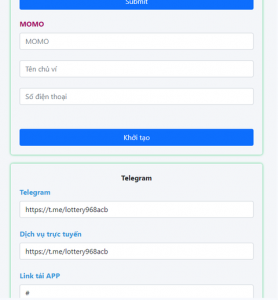 Submit
MOMO
MOMO
Tên chủ ví
Số điện thoại
Khởi tạo
Telegram
Telegram
https://t.me/lottery968acb
Dịch vụ trực tuyến
https://t.me/lottery968acb
Link tải APP
#